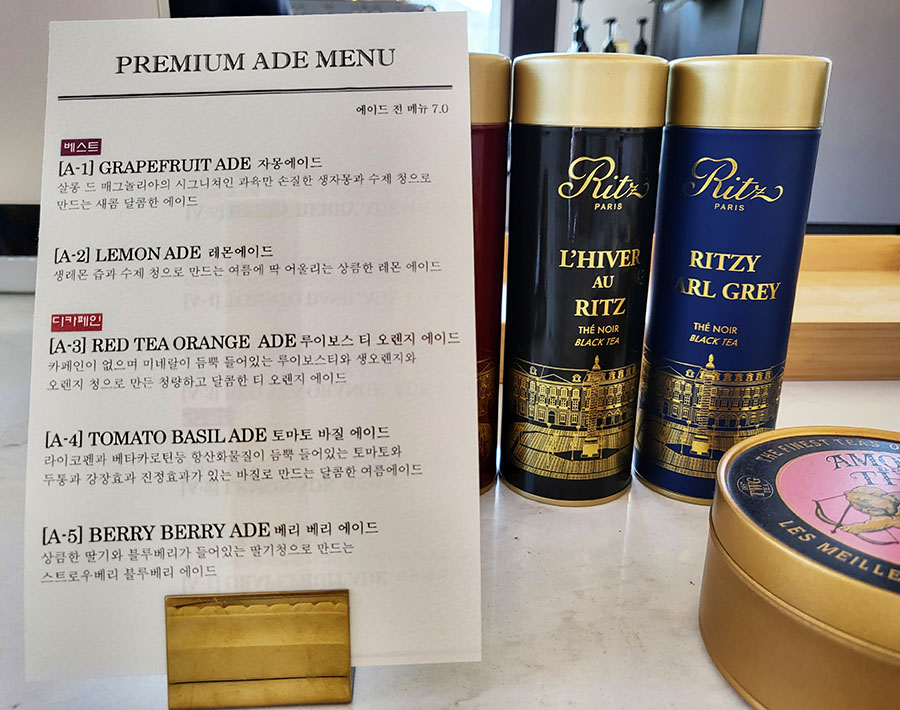 PREMIUM ADE MENU
에이드 전 메뉴 7.0
베스트
[A-1] GRAPEFRUIT ADE 자몽에이드
살롱 드 매그놀리아의 시그니쳐인 과육만 손질한 생자몽과 수제 청으로
만드는 새콤 달콤한 에이드
[A-2] LEMON ADE 레몬에이드
생레몬 즙과 수제 청으로 만드는 여름에 딱 어울리는 상큼한 레몬 에이드
디카페인
[A-3] RED TEA ORANGE ADE 루이보스 티 오렌지 에이드
카페인이 없으며 미네랄이 듬뿍 들어있는 루이보스티와 생오렌지와
오렌지 청으로 만든 청량하고 달콤한 티 오렌지 에이드
[A-4] TOMATO BASIL ADE 토마토 바질 에이드
라이코펜과 베타카로틴등 항산화물질이 듬뿍 들어있는 토마토와
두통과 강장효과 진정효과가 있는 바질로 만드는 달콤한 여름에이드
[A-5] BERRY BERRY ADE 베리 베리 에이드
상큼한 딸기와 블루베리가 들어있는 딸기청으로 만드는
스트로우베리 블루베리 에이드
Ritz
PARIS
L'HIVER
AU
RITZ
THÉ NOIR
BLACK TEA
Ritz
PARIS
RITZY
ARL GREY
THÉ NOIR
BLACK TEA
THE FINEST TEAS O
TWG
AMO
LES MEILLE